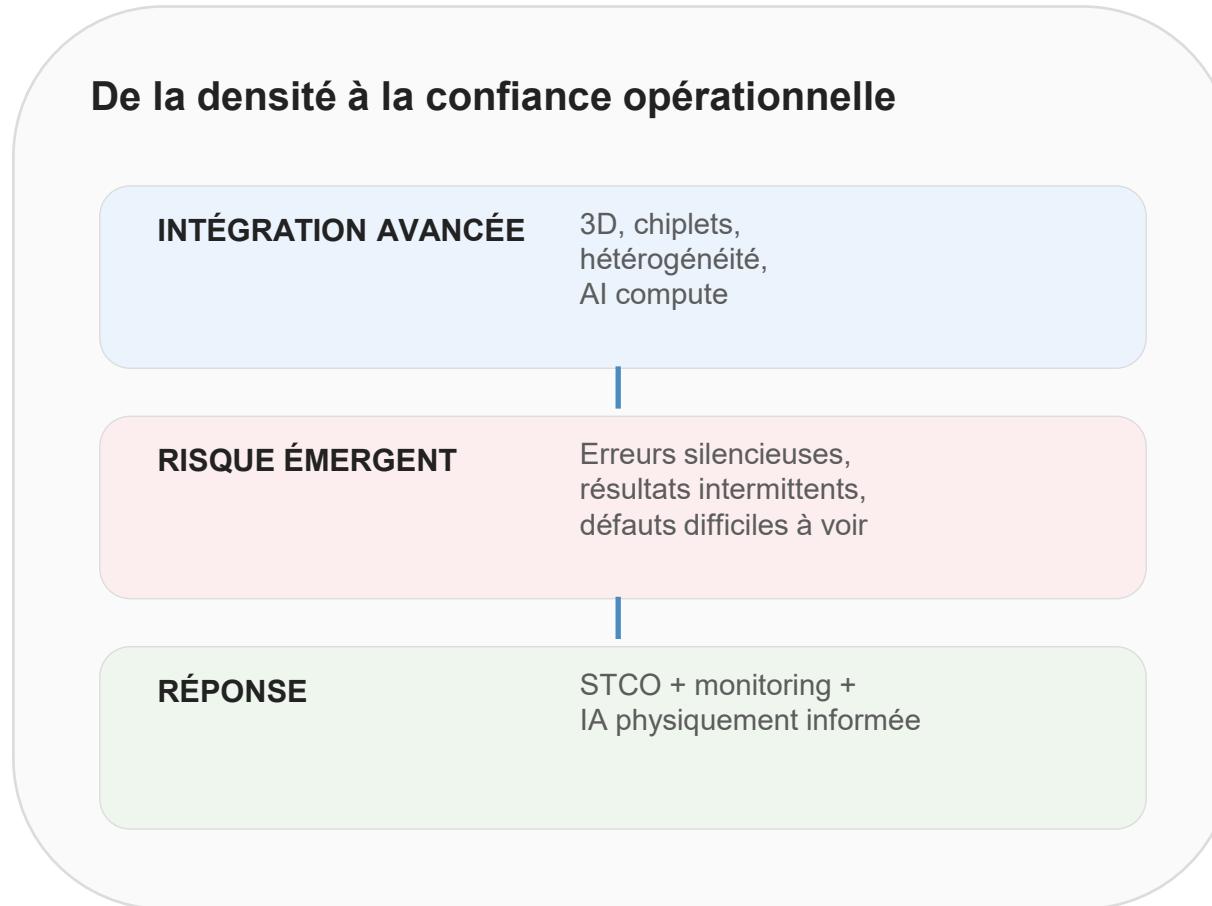 De la densité à la confiance opérationnelle
INTÉGRATION AVANCÉE
3D, chiplets,
hétérogénéité,
AI compute
RISQUE ÉMERGENT
Erreurs silencieuses,
résultats intermittents,
défauts difficiles à voir
RÉPONSE
STCO + monitoring +
IA physiquement informée